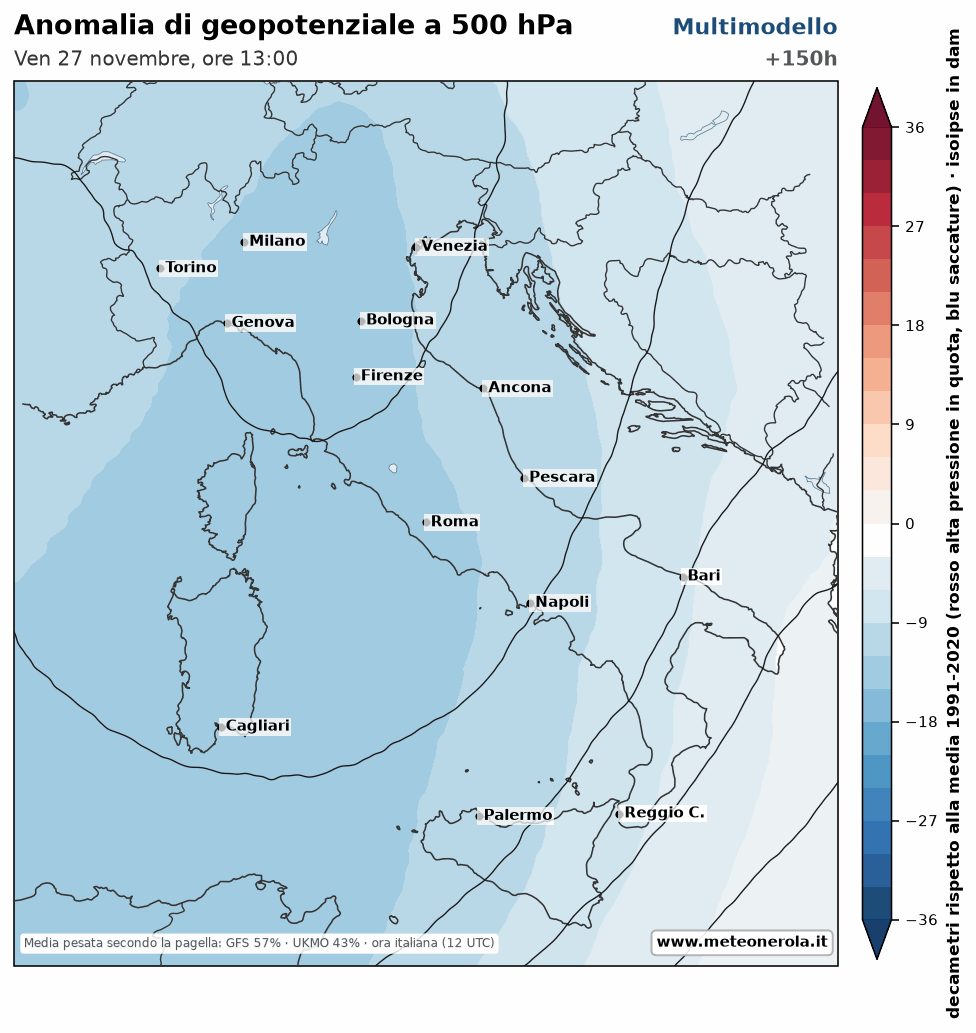 Anomalia di geopotenziale a 500 hPa
Multimodello
Ven 27 novembre, ore 13:00
+150h
Milano
Venezia
Torino
Genova
Bologna
Firenze
Ancona
Pescara
Roma
Bari
Napoli
Cagliari
Palermo
Reggio C.
Media pesata secondo la pagella: GFS 57% · UKMO 43% · ora italiana (12 UTC)
www.meteonerola.it
36
27
18
9
0
−9
−18
−27
−36
decametri rispetto alla media 1991-2020 (rosso alta pressione in quota, blu saccature) · isoipse in dam